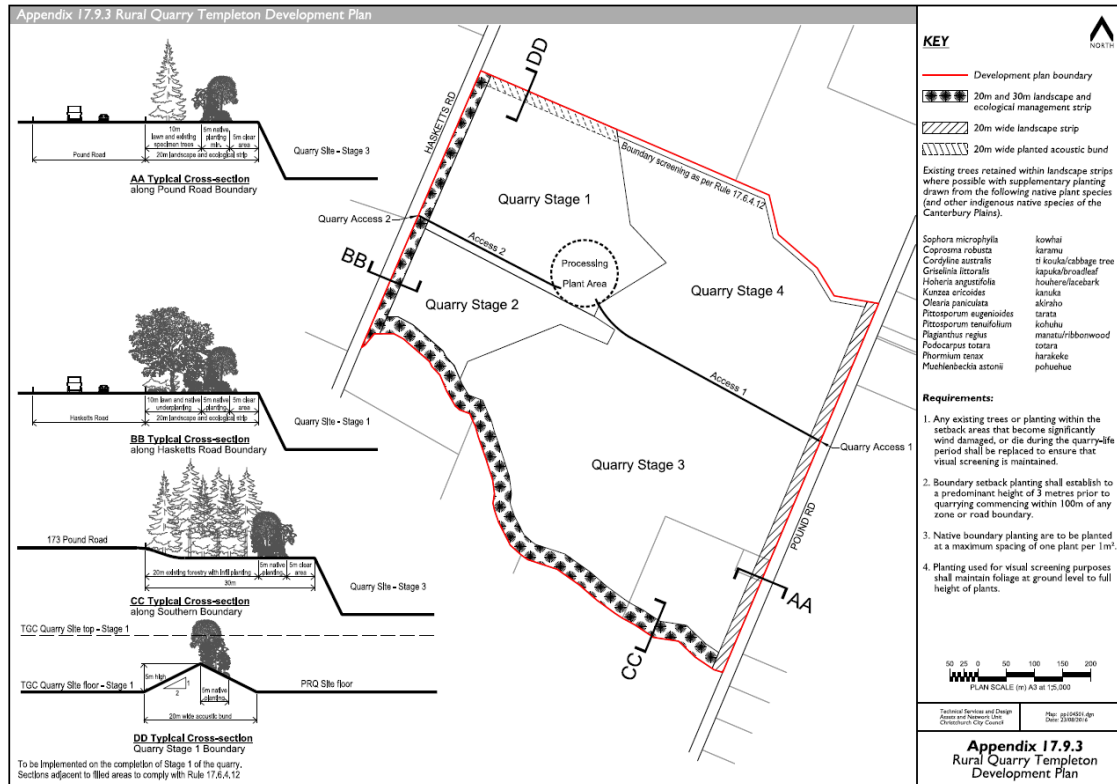 Appendix 17.9.3 Rural Quarry Templeton Development Plan
10m
lawn and existing
specimen trees
5m native
planting
min.
5m clear
area
Pound Road
20m landscape and ecological strip
Quarry Site - Stage 3
AA Typical Cross-section
along Pound Road Boundary
10m lawn and native
underplanting
5m native
planting
5m clear
area
Hasketts Road
20m landscape and ecological strip
Quarry Site - Stage 1
BB Typical Cross-section
along Hasketts Road Boundary
173 Pound Road
20m existing forestry with infill planting
5m native
planting
5m clear
area
30m
Quarry Site - Stage 3
CC Typical Cross-section
along Southern Boundary
TGC Quarry Site top - Stage 1
TGC Quarry Site floor - Stage 1
5m high
1
2
5m native
planting
PRQ Site floor
20m wide acoustic bund
DD Typical Cross-section
Quarry Stage 1 Boundary
To be implemented on the completion of Stage 1 of the quarry.
Sections adjacent to filled areas to comply with Rule 17.6.4.12
DD
HASKETTS RD
Boundary screening as per Rule 17.6.4.12
Quarry Stage 1
Quarry Access 2
Access 2
BB
Processing
Plant Area
Quarry Stage 4
Quarry Stage 2
Access 1
Quarry Access 1
Quarry Stage 3
POUND RD
AA
CC
KEY
NORTH
Development plan boundary
20m and 30m landscape and
ecological management strip
20m wide landscape strip
20m wide planted acoustic bund
Existing trees retained within landscape strips
where possible with supplementary planting
drawn from the following native plant species
(and other indigenous native species of the
Canterbury Plains).
Sophora microphylla kowhai
Coprosma robusta karamu
Cordyline australis ti kouka/cabbage tree
Griselinia littoralis kapuka/broadleaf
Hoheria angustifolia houhere/lacebark
Kunzea ericoides kanuka
Olearia paniculata akiraho
Pittosporum eugenioides tarata
Pittosporum tenuifolium kohuhu
Plagianthus regius manatu/ribbonwood
Podocarpus totara totara
Phormium tenax harakeke
Muehlenbeckia astonii pohuehue
Requirements:
1. Any existing trees or planting within the
setback areas that become significantly
wind damaged, or die during the quarry-life
period shall be replaced to ensure that
visual screening is maintained.
2. Boundary setback planting shall establish to
a predominant height of 3 metres prior to
quarrying commencing within 100m of any
zone or road boundary.
3. Native boundary planting are to be planted
at a maximum spacing of one plant per 1m².
4. Planting used for visual screening purposes
shall maintain foliage at ground level to full
height of plants.
50 25 0 50 100 150 200
PLAN SCALE (m) A3 at 1:5,000
Technical Services and Design
Assets and Network Unit
Christchurch City Council
Map: pp104501.dgn
Date: 23/08/2016
Appendix 17.9.3
Rural Quarry Templeton
Development Plan